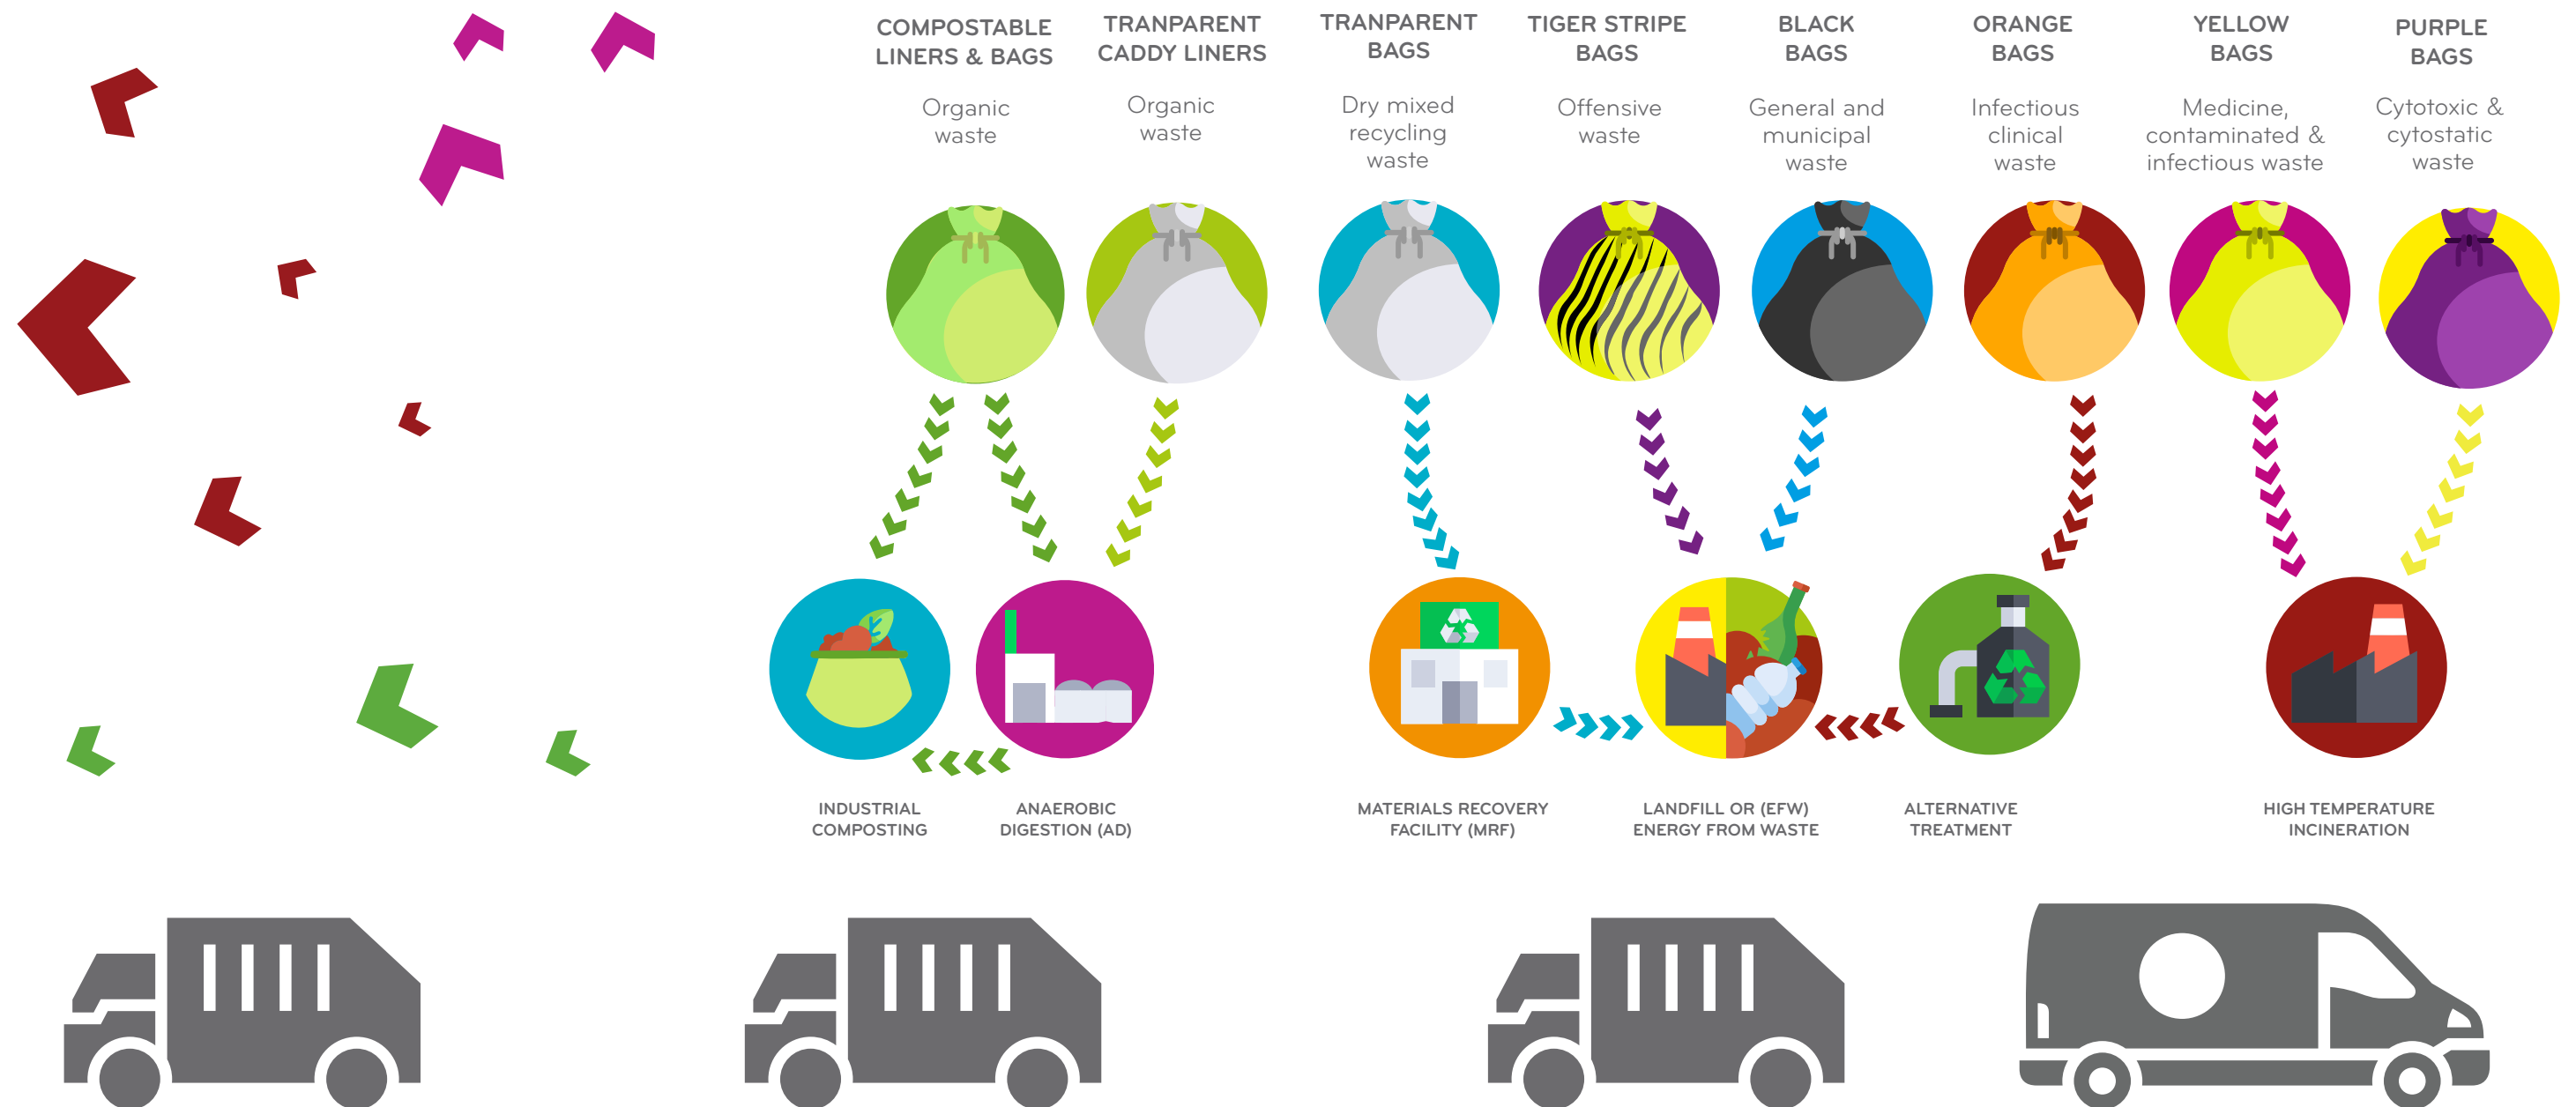 COMPOSTABLE
LINERS & BAGS
Organic
waste
TRANPARENT
CADDY LINERS
Organic
waste
TRANPARENT
BAGS
Dry mixed
recycling
waste
TIGER STRIPE
BAGS
Offensive
waste
BLACK
BAGS
General and
municipal
waste
ORANGE
BAGS
Infectious
clinical
waste
YELLOW
BAGS
Medicine,
contaminated &
infectious waste
PURPLE
BAGS
Cytotoxic &
cytostatic
waste
INDUSTRIAL
COMPOSTING
ANAEROBIC
DIGESTION (AD)
MATERIALS RECOVERY
FACILITY (MRF)
LANDFILL OR (EFW)
ENERGY FROM WASTE
ALTERNATIVE
TREATMENT
HIGH TEMPERATURE
INCINERATION